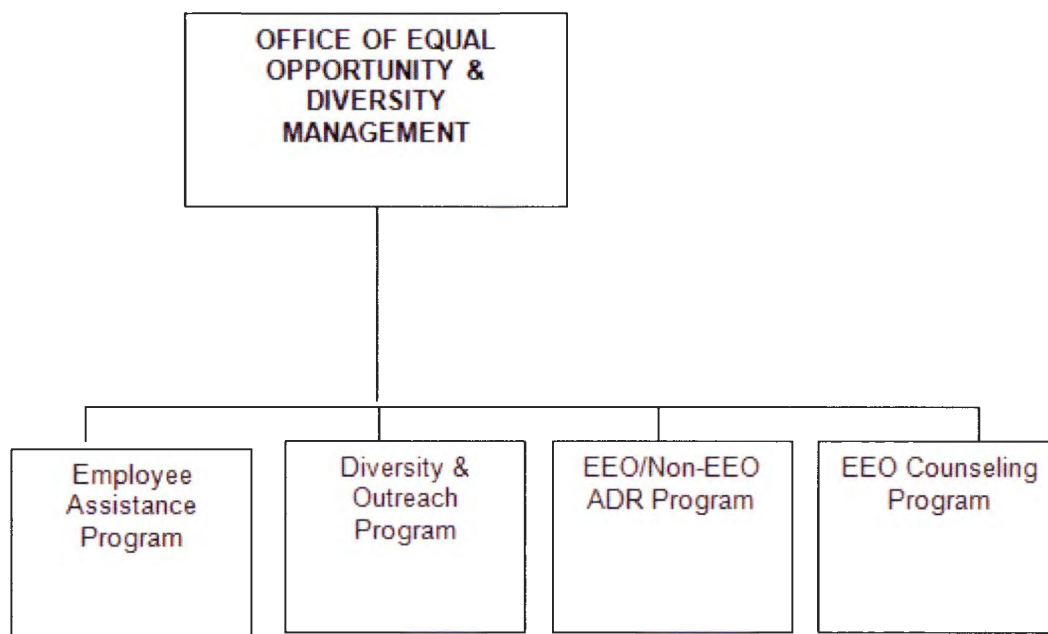 OFFICE OF EQUAL
OPPORTUNITY &
DIVERSITY
MANAGEMENT
Employee
Assistance
Program
Diversity &
Outreach
Program
EEO/Non-EEO
ADR Program
EEO Counseling
Program